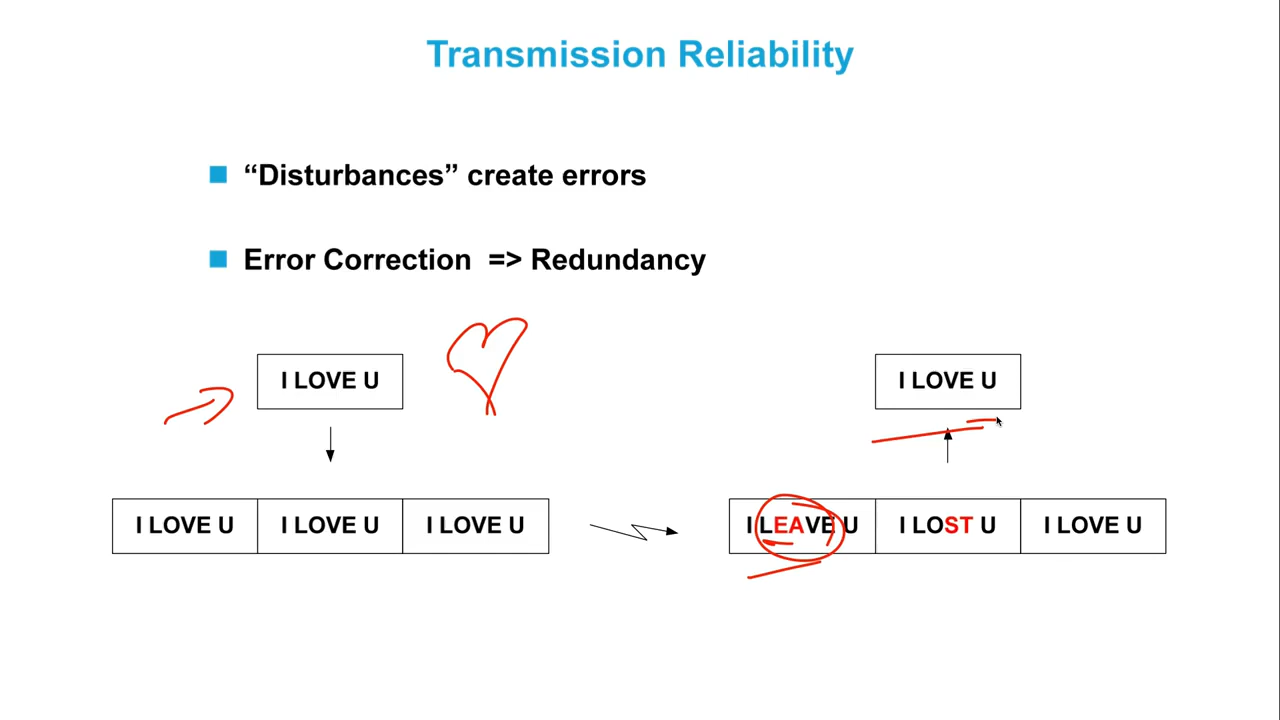 Transmission Reliability
“Disturbances” create errors
Error Correction => Redundancy
I LOVE U
I LOVE U
I LOVE U I LOVE U I LOVE U
I LEAVE U I LOST U I LOVE U